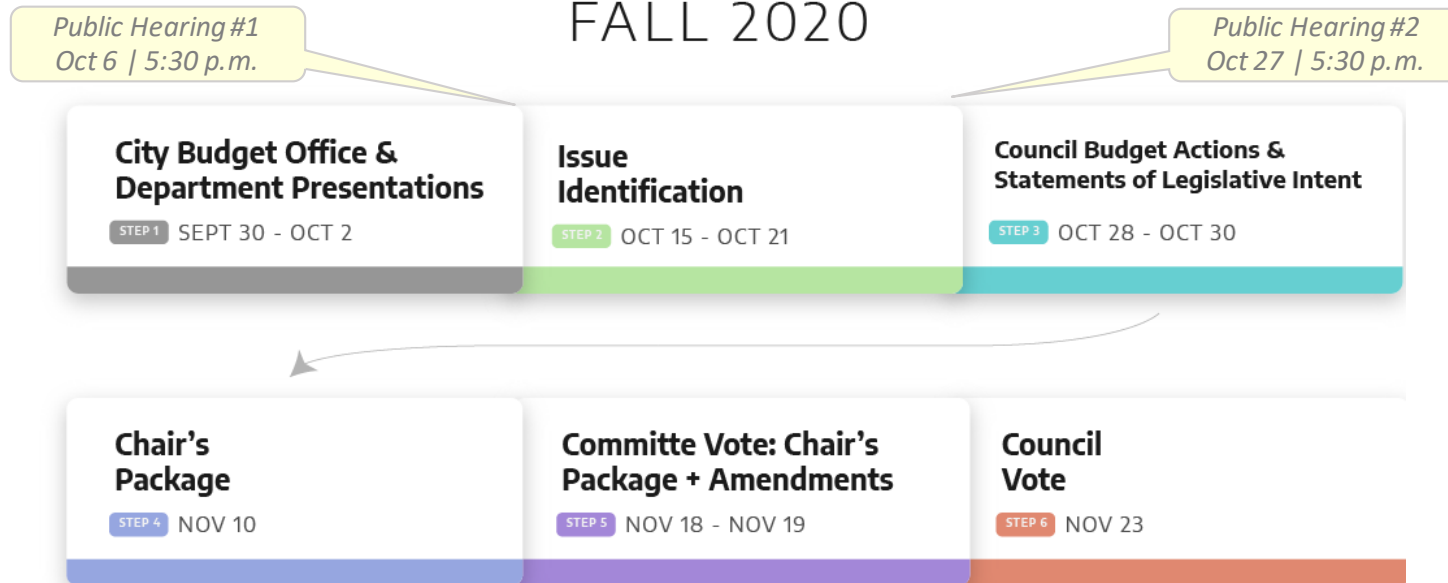 FALL 2020
Public Hearing #1
Oct 6 | 5:30 p.m.
Public Hearing #2
Oct 27 | 5:30 p.m.
City Budget Office &
Department Presentations
STEP 1 SEPT 30 - OCT 2
Issue
Identification
STEP 2 OCT 15 - OCT 21
Council Budget Actions &
Statements of Legislative Intent
STEP 3 OCT 28 - OCT 30
Chair’s
Package
STEP 4 NOV 10
Committe Vote: Chair’s
Package + Amendments
STEP 5 NOV 18 - NOV 19
Council
Vote
STEP 6 NOV 23